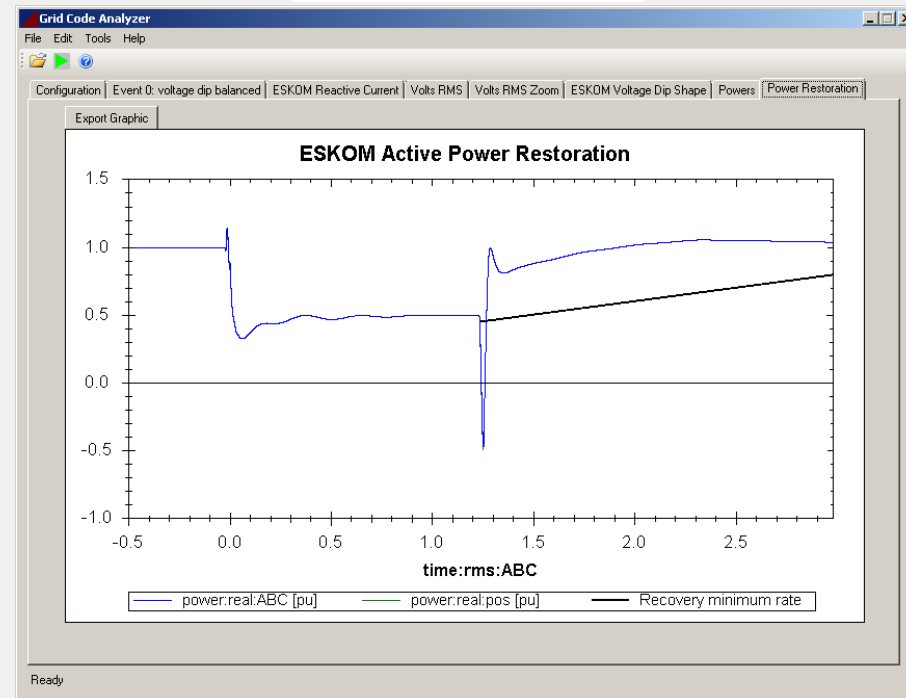 Grid Code Analyzer
File Edit Tools Help
Configuration Event 0: voltage dip balanced ESKOM Reactive Current Volts RMS Volts RMS Zoom ESKOM Voltage Dip Shape Powers Power Restoration
Export Graphic
ESKOM Active Power Restoration
1.5
1.0
0.5
0.0
-0.5
-1.0
-0.5 0.0 0.5 1.0 1.5 2.0 2.5
time:rms:ABC
power:real:ABC [pu] power:real:pos [pu] Recovery minimum rate
Ready